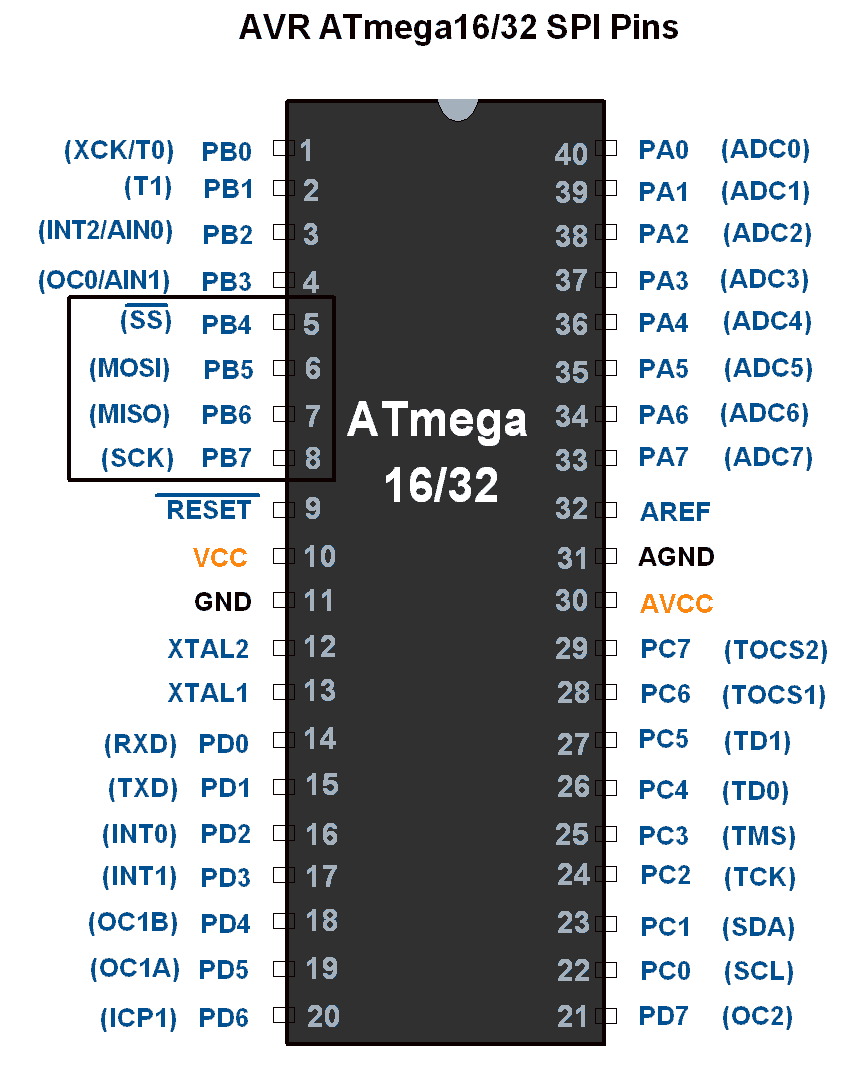 AVR ATmega16/32 SPI Pins
(XCK/T0) PB0 1 40 PA0 (ADC0)
(T1) PB1 2 39 PA1 (ADC1)
(INT2/AIN0) PB2 3 38 PA2 (ADC2)
(OC0/AIN1) PB3 4 37 PA3 (ADC3)
(SS) PB4 5 36 PA4 (ADC4)
(MOSI) PB5 6 35 PA5 (ADC5)
(MISO) PB6 7 ATmega 34 PA6 (ADC6)
(SCK) PB7 8 16/32 33 PA7 (ADC7)
RESET 9 32 AREF
VCC 10 31 AGND
GND 11 30 AVCC
XTAL2 12 29 PC7 (TOCS2)
XTAL1 13 28 PC6 (TOCS1)
(RXD) PD0 14 27 PC5 (TD1)
(TXD) PD1 15 26 PC4 (TD0)
(INT0) PD2 16 25 PC3 (TMS)
(INT1) PD3 17 24 PC2 (TCK)
(OC1B) PD4 18 23 PC1 (SDA)
(OC1A) PD5 19 22 PC0 (SCL)
(ICP1) PD6 20 21 PD7 (OC2)